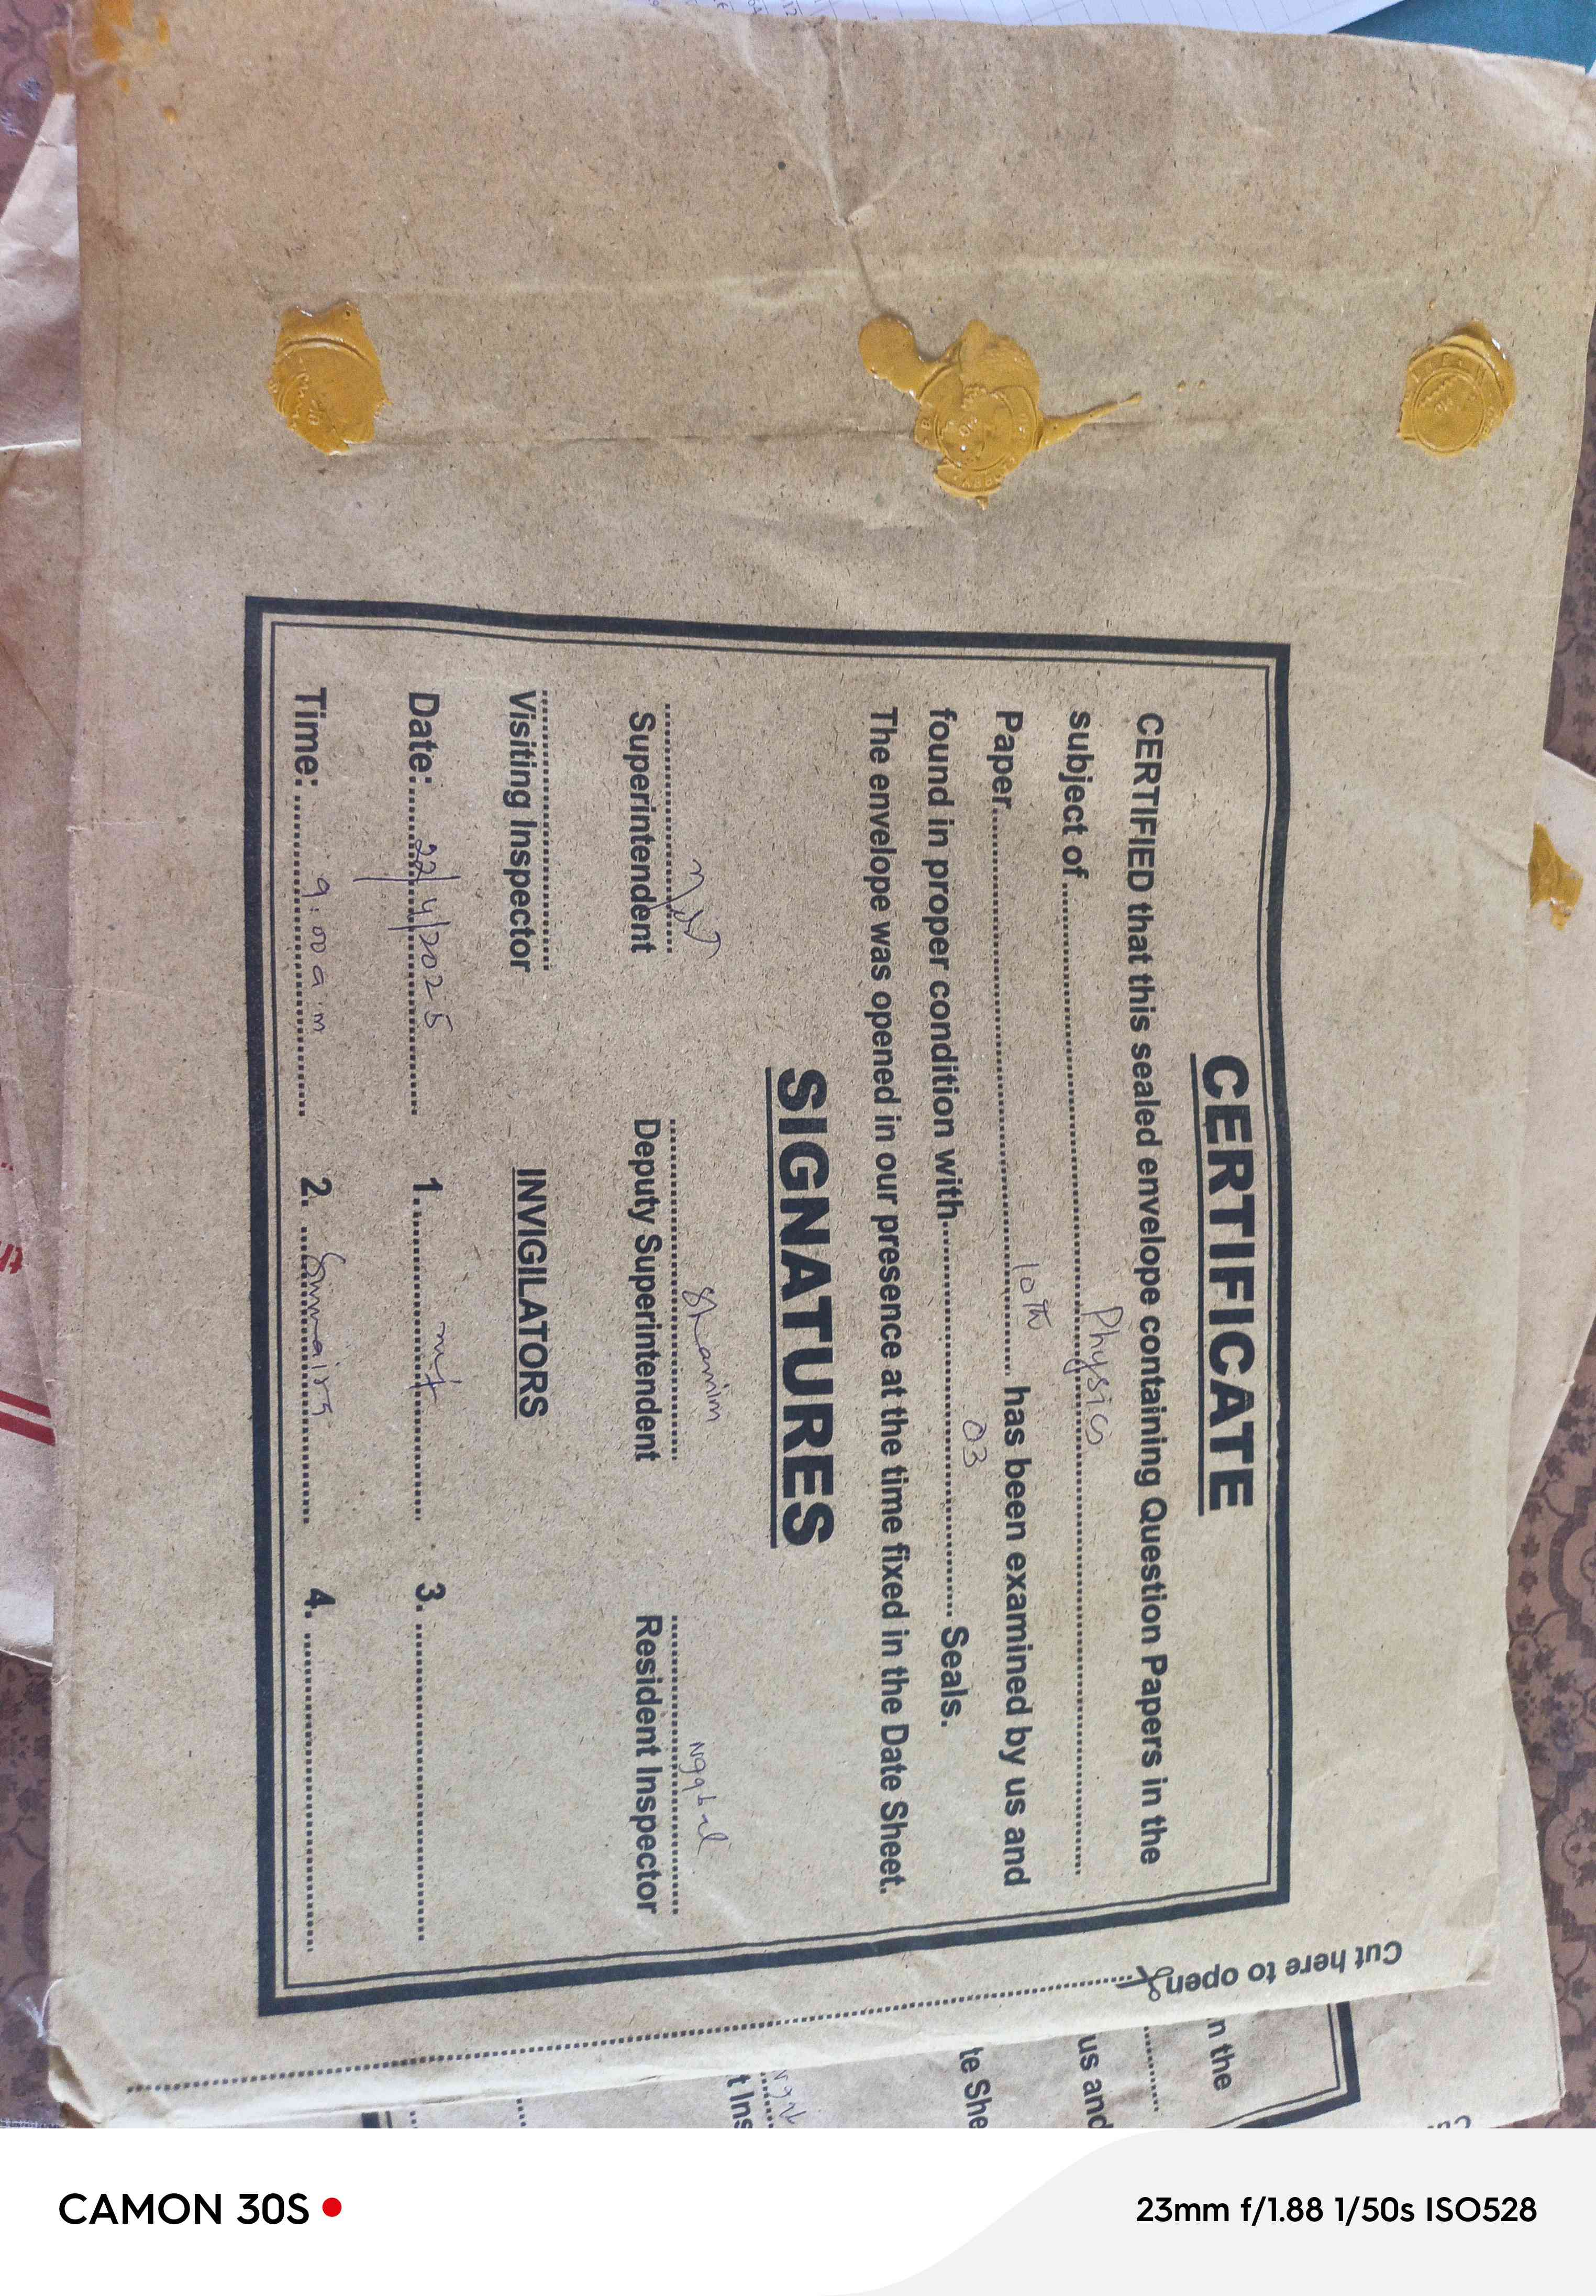 CERTIFICATE
CERTIFIED that this sealed envelope containing Question Papers in the
subject of.......... Physics ..........
Paper.......... 10th .......... has been examined by us and
found in proper condition with.......... 03 .......... Seals.
The envelope was opened in our presence at the time fixed in the Date Sheet.
SIGNATURES
Shamim
Superintendent Deputy Superintendent Resident Inspector
Visiting Inspector INVIGILATORS
Date: 22/4/2025 1. 3.
Time: 9:00 am 2. 4.
Cut here to open
n the
us and
te She
t Ins
CAMON 30S
23mm f/1.88 1/50s ISO528